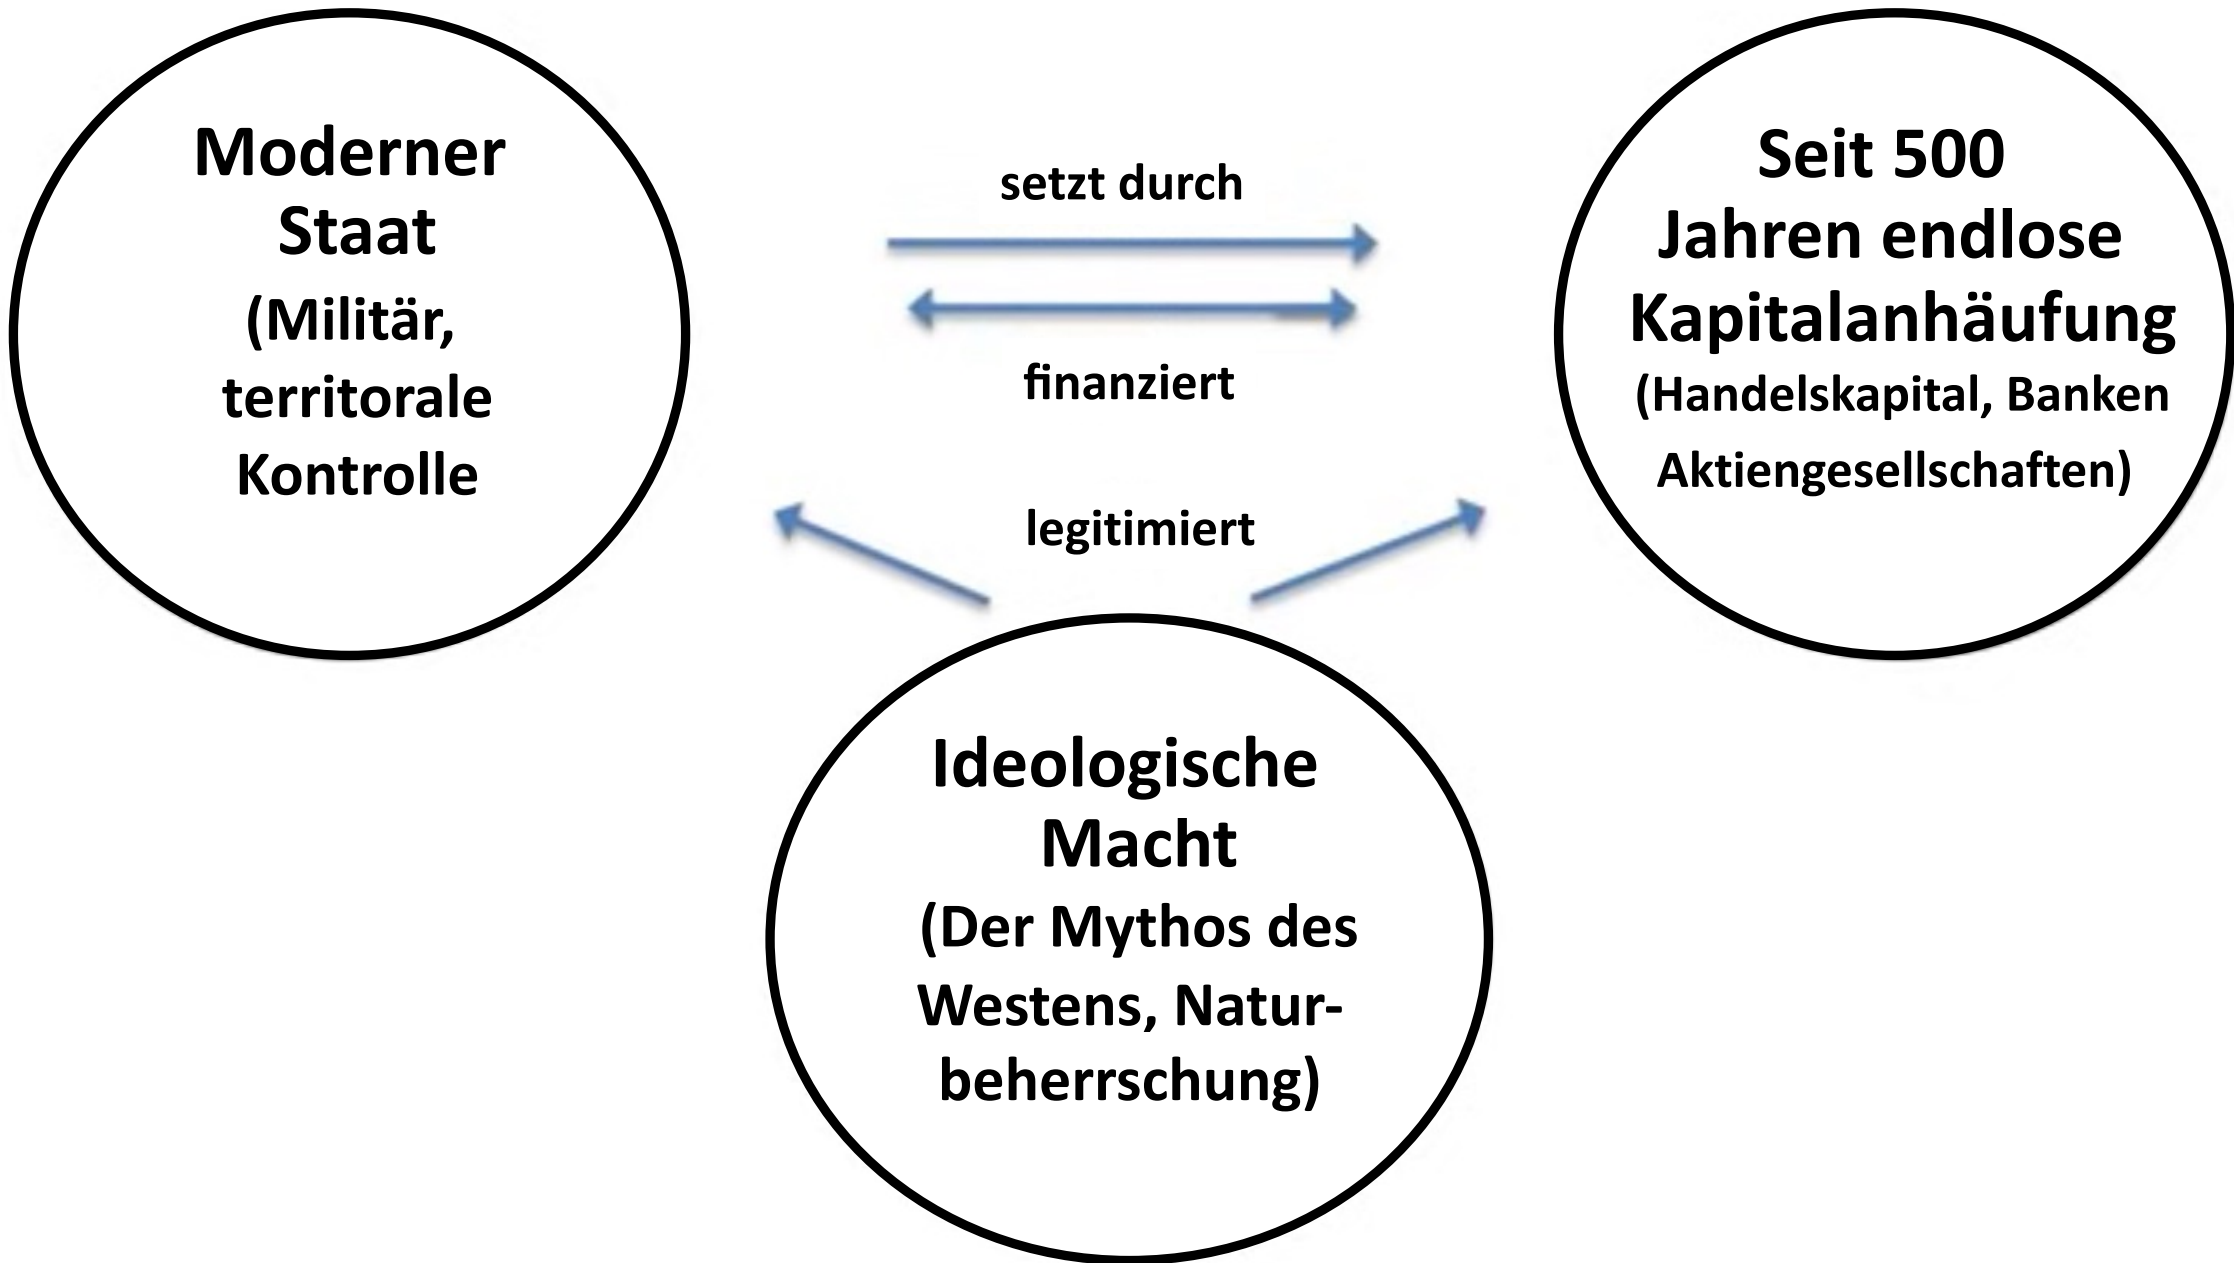 Moderner
Staat
(Militär,
territorale
Kontrolle
setzt durch
finanziert
legitimiert
Seit 500
Jahren endlose
Kapitalanhäufung
(Handelskapital, Banken
Aktiengesellschaften)
Ideologische
Macht
(Der Mythos des
Westens, Natur-
beherrschung)